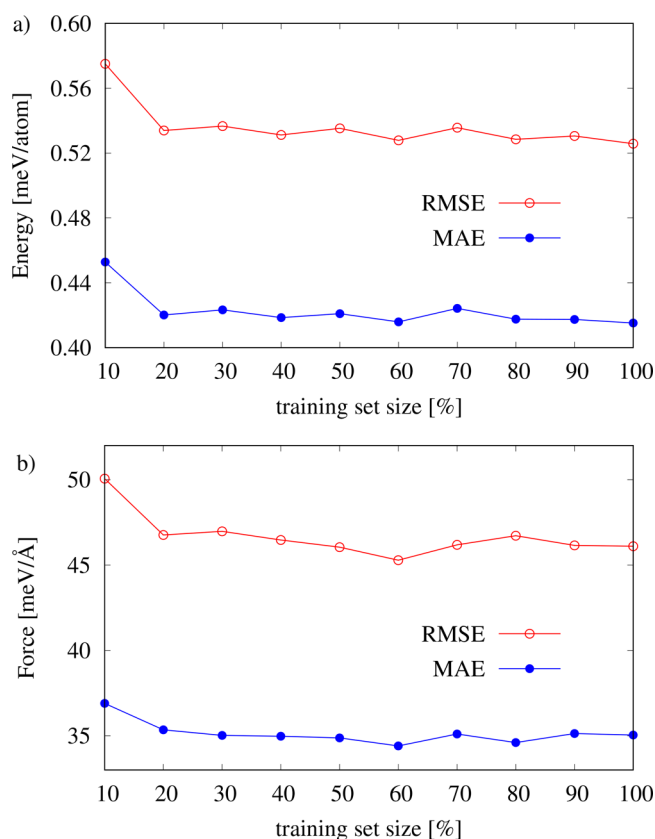 a)
0.60
0.56
0.52
0.48
0.44
0.40
Energy [meV/atom]
RMSE
MAE
10 20 30 40 50 60 70 80 90 100
training set size [%]
b)
50
45
40
35
Force [meV/Å]
RMSE
MAE
10 20 30 40 50 60 70 80 90 100
training set size [%]